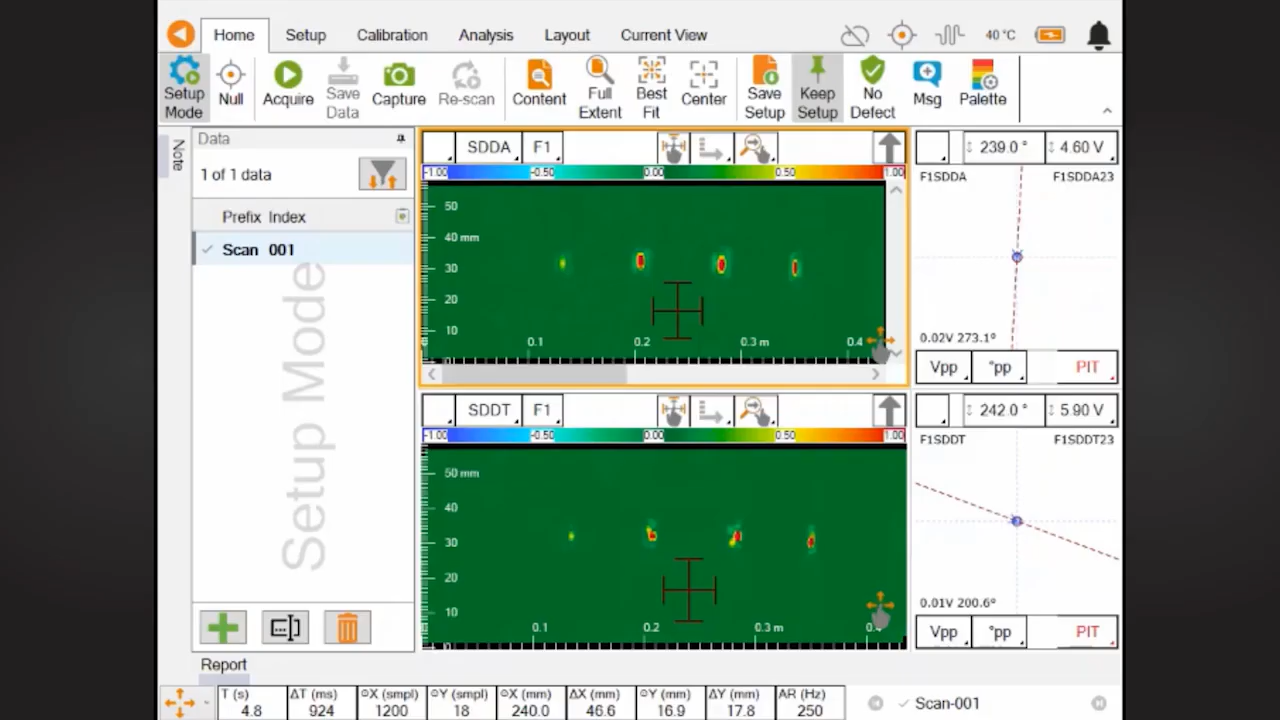 Home Setup Calibration Analysis Layout Current View 40 °C
Setup Mode Null Acquire Save Data Capture Re-scan Content Full Extent Best Fit Center Save Setup Keep Setup No Defect Msg Palette
Note
Data
1 of 1 data
Prefix Index
Scan 001
Setup Mode
Report
SDDA F1
-1.00 -0.50 0.00 0.50 1.00
50
40 mm
30
20
10
0.1 0.2 0.3 m 0.4
239.0 ° 4.60 V
F1SDDA F1SDDA23
0.02V 273.1°
Vpp °pp PIT
SDDT F1
-1.00 -0.50 0.00 0.50 1.00
50 mm
40
30
20
10
0.1 0.2 0.3 m
242.0 ° 5.90 V
F1SDDT F1SDDT23
0.01V 200.6°
Vpp °pp PIT
T (s) ΔT (ms) ⊙X (smpl) ⊙Y (smpl) ⊙X (mm) ΔX (mm) ⊙Y (mm) ΔY (mm) AR (Hz)
4.8 924 1200 18 240.0 46.6 16.9 17.8 250
Scan-001